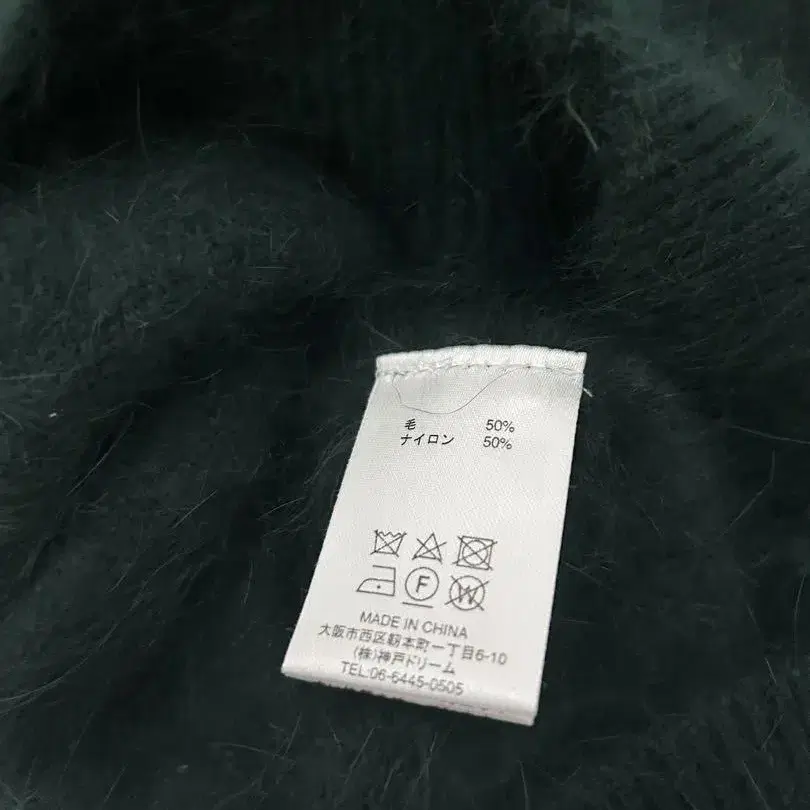 毛 50%
ナイロン 50%
F W
MADE IN CHINA
大阪市西区靭本町一丁目6-10
(株)神戸ドリーム
TEL:06-6445-0505